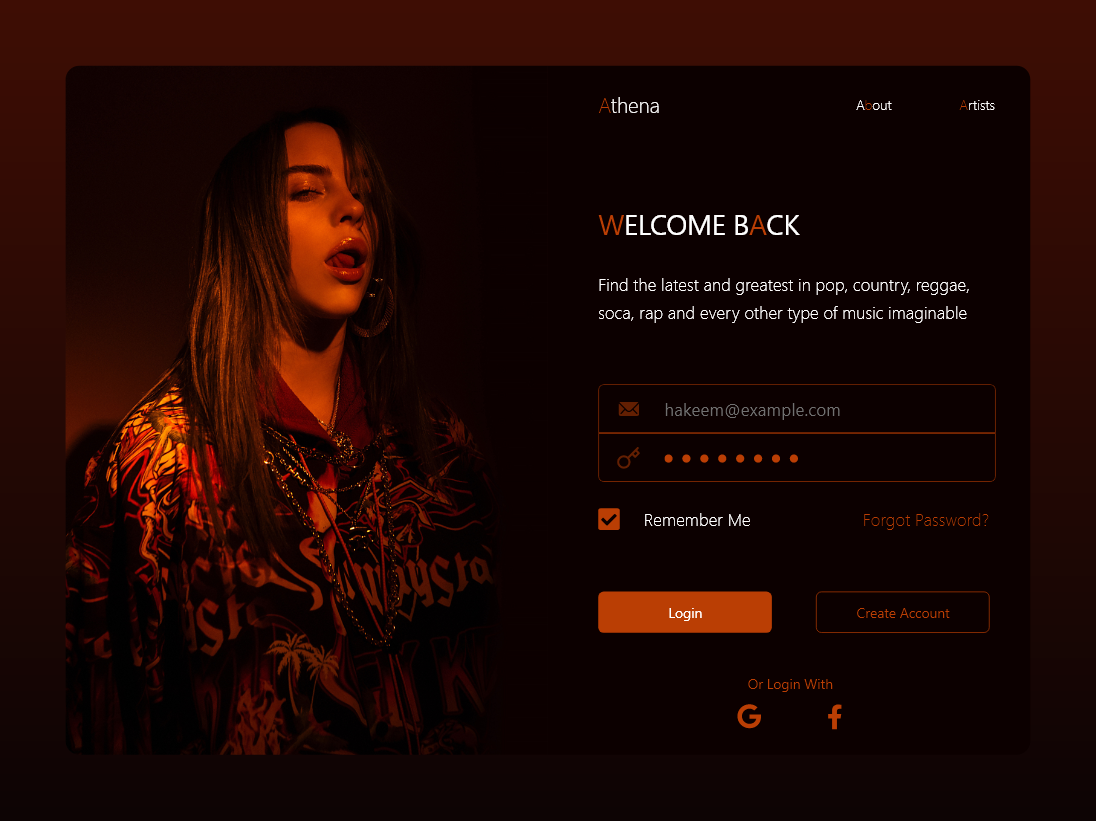 Athena
About
Artists
WELCOME BACK
Find the latest and greatest in pop, country, reggae,
soca, rap and every other type of music imaginable
hakeem@example.com
Remember Me
Forgot Password?
Login
Create Account
Or Login With